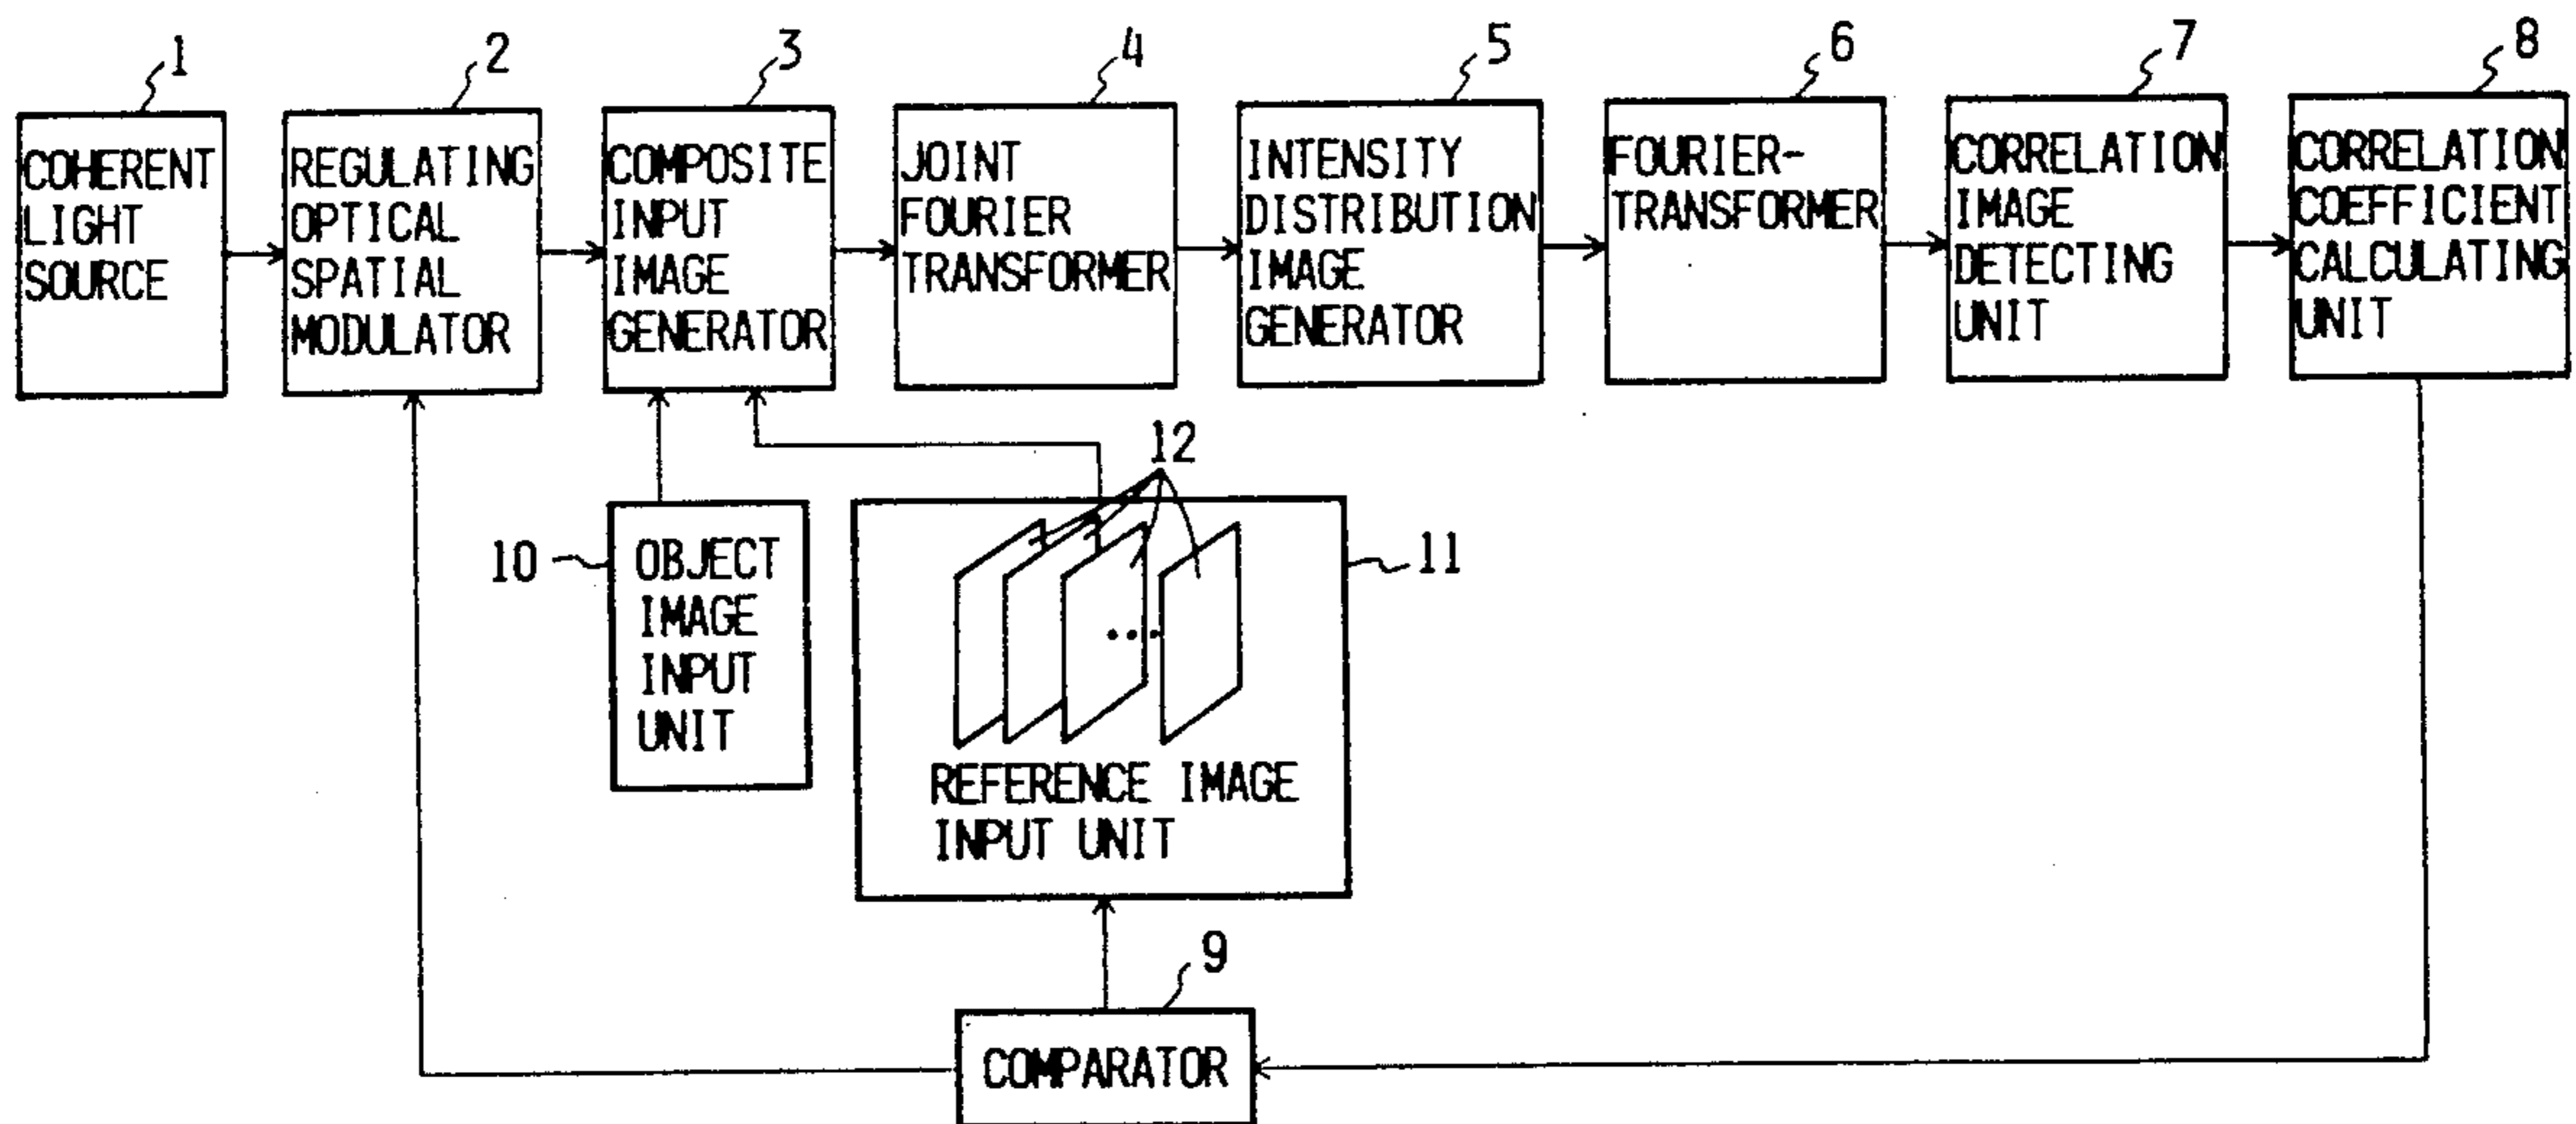 1
2
3
4
5
6
7
8
COHERENT
LIGHT
SOURCE
REGULATING
OPTICAL
SPATIAL
MODULATOR
COMPOSITE
INPUT
IMAGE
GENERATOR
JOINT
FOURIER
TRANSFORMER
INTENSITY
DISTRIBUTION
IMAGE
GENERATOR
FOURIER-
TRANSFORMER
CORRELATION
IMAGE
DETECTING
UNIT
CORRELATION
COEFFICIENT
CALCULATING
UNIT
12
10
OBJECT
IMAGE
INPUT
UNIT
11
REFERENCE IMAGE
INPUT UNIT
9
COMPARATOR